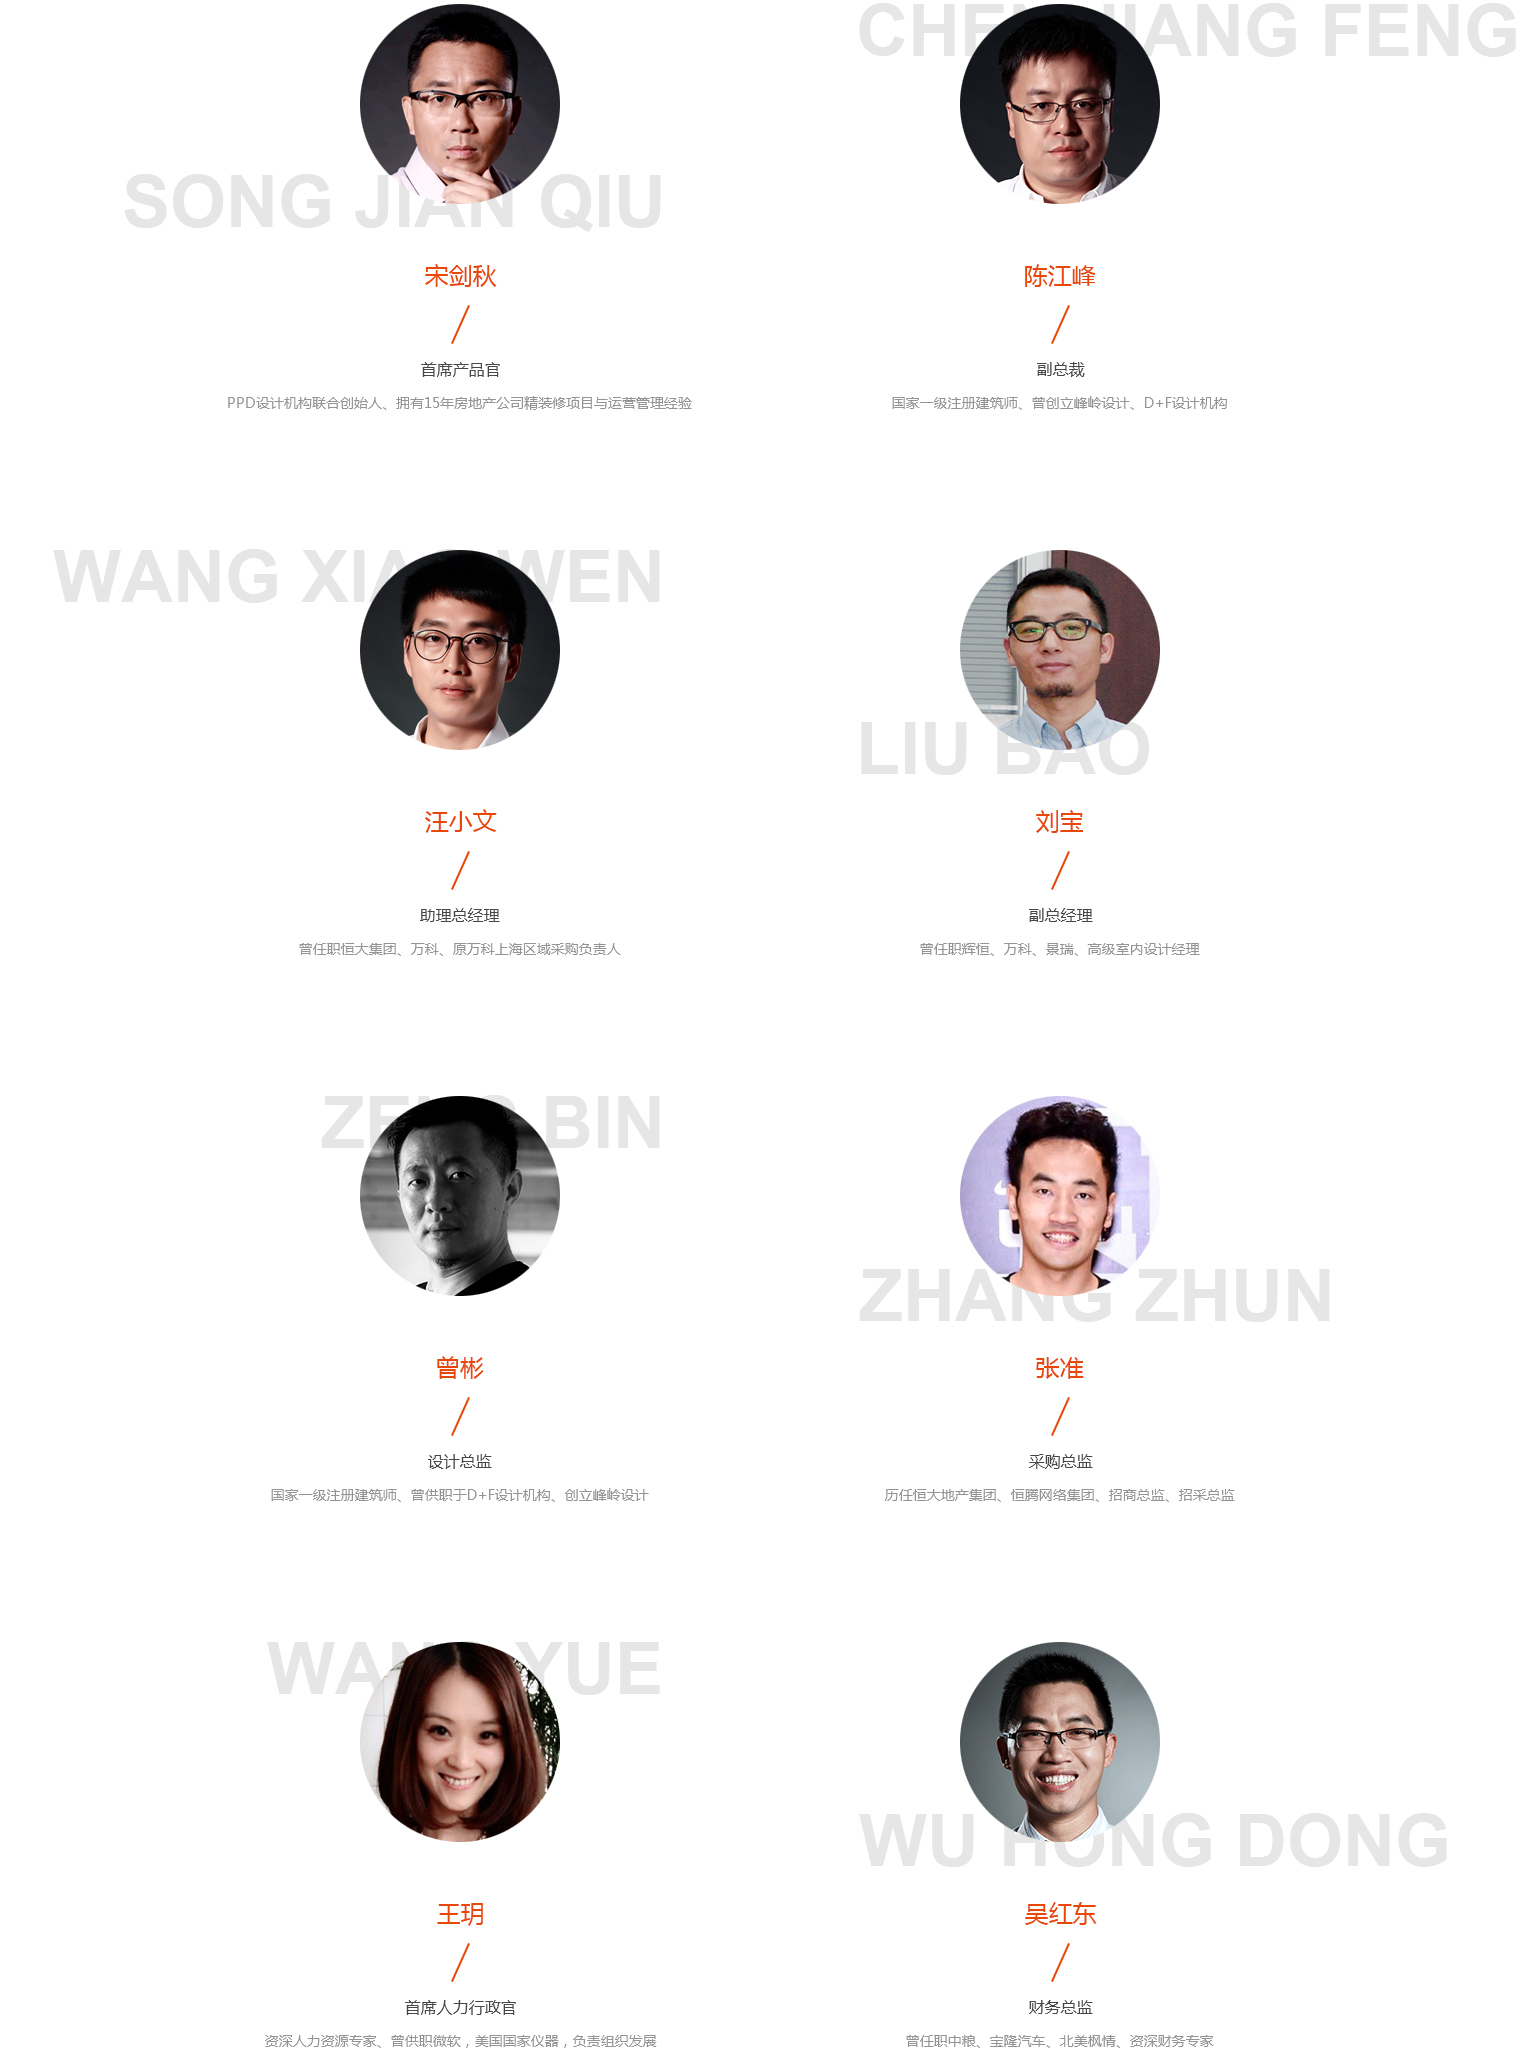 SONG JIAN QIU
宋剑秋
首席产品官
PPD设计机构联合创始人、拥有15年房地产公司精装修项目与运营管理经验
CHEN JIANG FENG
陈江峰
副总裁
国家一级注册建筑师、曾创立峰岭设计、D+F设计机构
WANG XIAO WEN
汪小文
助理总经理
曾任职恒大集团、万科、原万科上海区域采购负责人
LIU BAO
刘宝
副总经理
曾任职辉恒、万科、景瑞、高级室内设计经理
ZENG BIN
曾彬
设计总监
国家一级注册建筑师、曾供职于D+F设计机构、创立峰岭设计
ZHANG ZHUN
张准
采购总监
历任恒大地产集团、恒腾网络集团、招商总监、招采总监
WANG YUE
王玥
首席人力行政官
资深人力资源专家、曾供职微软，美国国家仪器，负责组织发展
WU HONG DONG
吴红东
财务总监
曾任职中粮、宝隆汽车、北美枫情、资深财务专家